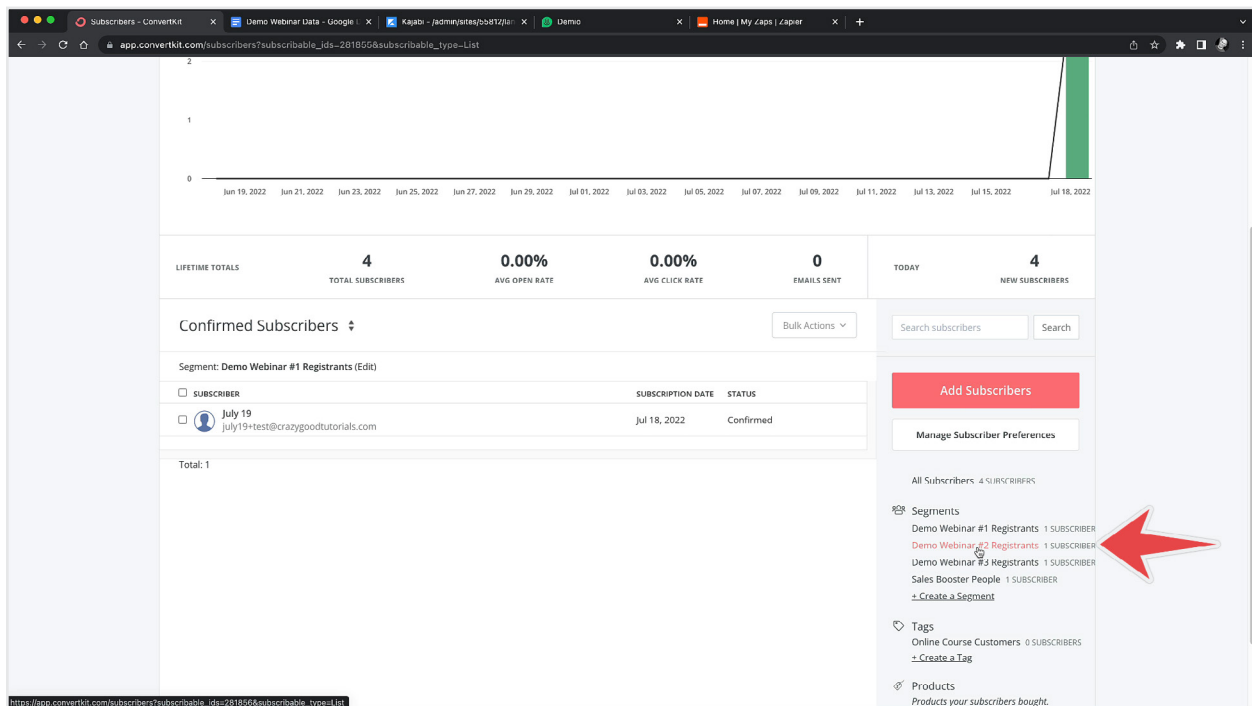 Subscribers - ConvertKit
Demo Webinar Data - Google
Kajabi - /admin/sites/55812/lan
Demio
Home | My Zaps | Zapier
app.convertkit.com/subscribers?subscribable_ids=281855&subscribable_type=List
2
1
0
Jun 19, 2022 Jun 21, 2022 Jun 23, 2022 Jun 25, 2022 Jun 27, 2022 Jun 29, 2022 Jul 01, 2022 Jul 03, 2022 Jul 05, 2022 Jul 07, 2022 Jul 09, 2022 Jul 11, 2022 Jul 13, 2022 Jul 15, 2022 Jul 18, 2022
LIFETIME TOTALS
4
TOTAL SUBSCRIBERS
0.00%
AVG OPEN RATE
0.00%
AVG CLICK RATE
0
EMAILS SENT
TODAY
4
NEW SUBSCRIBERS
Confirmed Subscribers
Bulk Actions
Segment: Demo Webinar #1 Registrants (Edit)
SUBSCRIBER SUBSCRIPTION DATE STATUS
July 19
july19+test@crazygoodtutorials.com
Jul 18, 2022 Confirmed
Total: 1
Search subscribers Search
Add Subscribers
Manage Subscriber Preferences
All Subscribers 4 SUBSCRIBERS
Segments
Demo Webinar #1 Registrants 1 SUBSCRIBER
Demo Webinar #2 Registrants 1 SUBSCRIBER
Demo Webinar #3 Registrants 1 SUBSCRIBER
Sales Booster People 1 SUBSCRIBER
+ Create a Segment
Tags
Online Course Customers 0 SUBSCRIBERS
+ Create a Tag
Products
Products your subscribers bought.
https://app.convertkit.com/subscribers?subscribable_ids=281856&subscribable_type=List